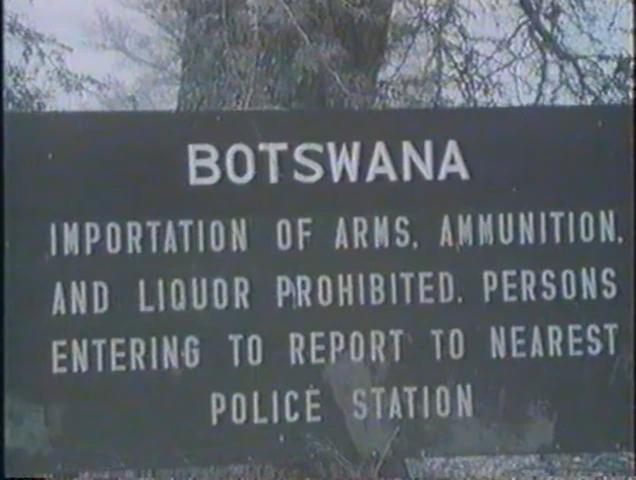 BOTSWANA
IMPORTATION OF ARMS, AMMUNITION,
AND LIQUOR PROHIBITED. PERSONS
ENTERING TO REPORT TO NEAREST
POLICE STATION